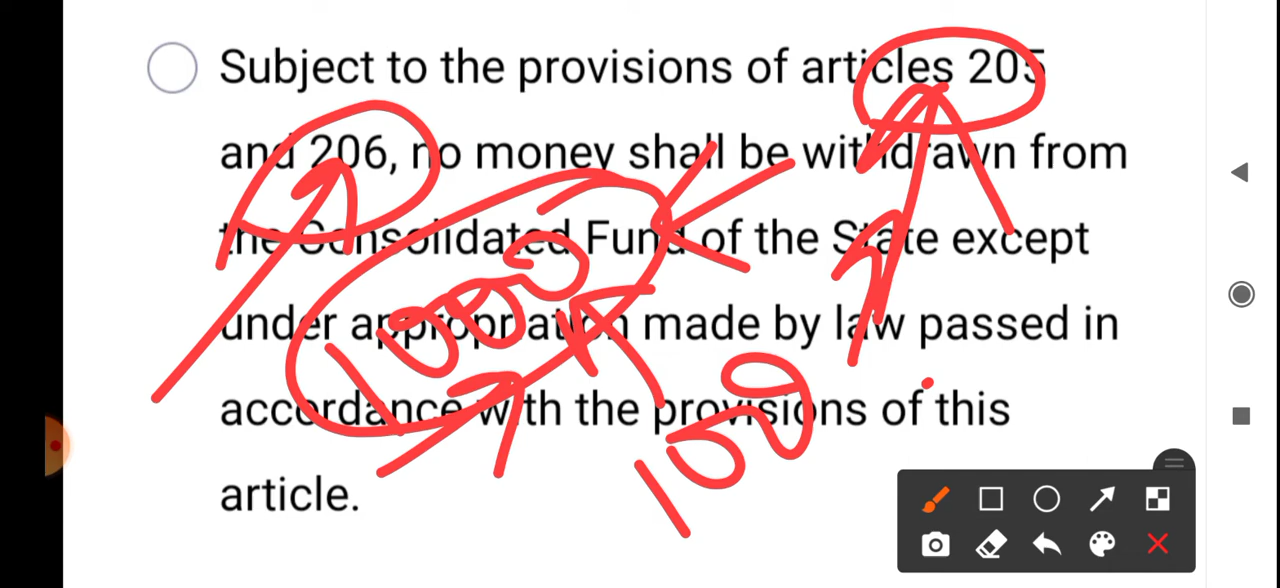 Subject to the provisions of articles 205
and 206, no money shall be withdrawn from
the Consolidated Fund of the State except
under appropriation made by law passed in
accordance with the provisions of this
article.
1000
100